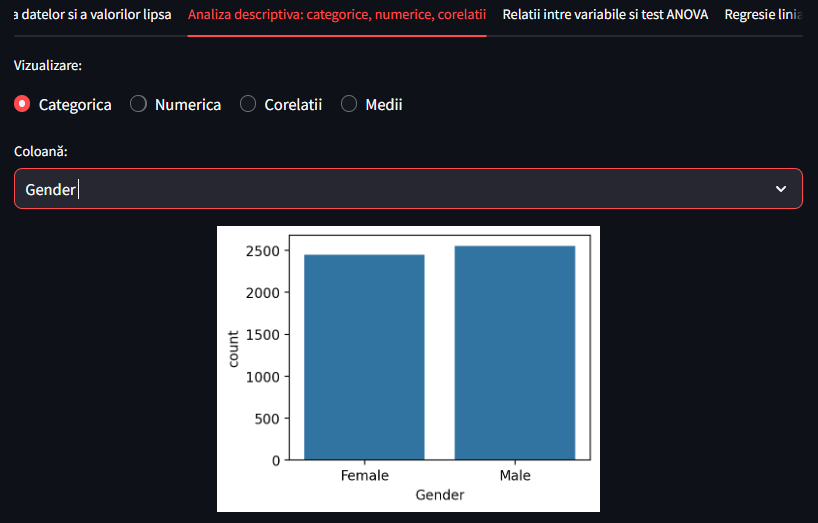 a datelor si a valorilor lipsa Analiza descriptiva: categorice, numerice, corelatii Relatii intre variabile si test ANOVA Regresie linia
Vizualizare:
Categorica Numerica Corelatii Medii
Coloană:
Gender
2500
2000
1500
1000
500
0
count
Female Male
Gender